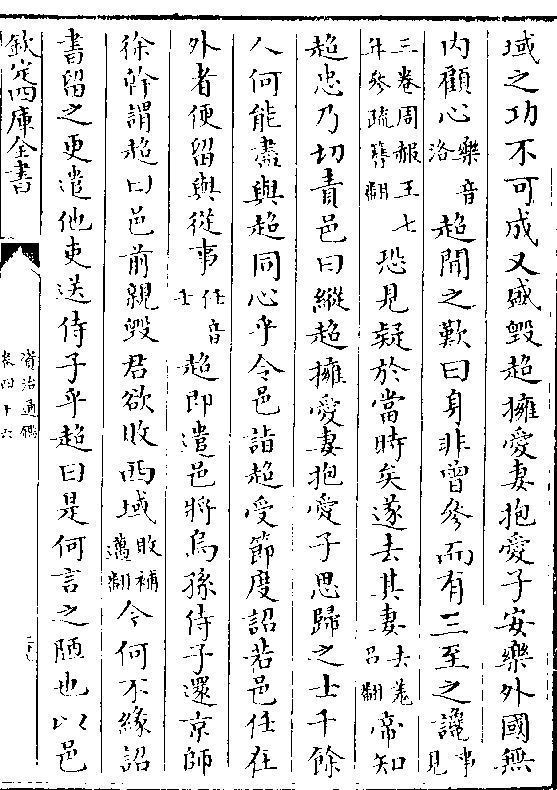 域之功不可成又盛毀超擁愛妻抱愛子安樂外國無
内顧心樂音洛超聞之歎曰身非曾參而有三至之讒事見
三卷周赧王七年參疏簪翻恐見疑於當時矣遂去其妻去羌呂翻帝知
超忠乃切責邑曰縱超擁愛妻抱愛子思歸之士千餘
人何能盡與超同心乎令邑詣超受節度詔若邑任在
外者便留與從事任音壬超即遣邑將烏孫侍子還京師
徐幹謂超曰邑前親毀君欲敗西域敗補邁翻今何不緣詔
書留之更遣他吏送侍子乎超曰是何言之陋也以邑
欽定四庫全書
資治通鑑
卷四十六